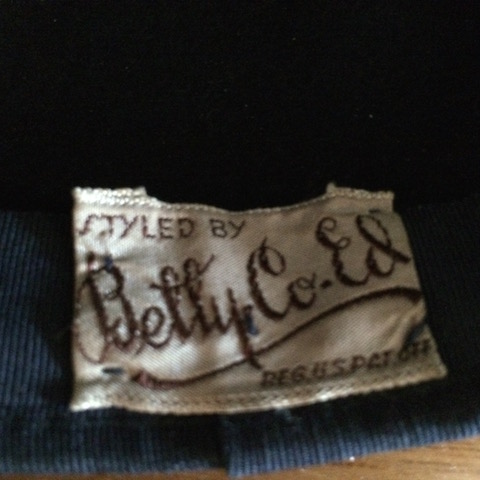 STYLED BY
Betty Co-Ed
REG.U.S.PAT.OFF